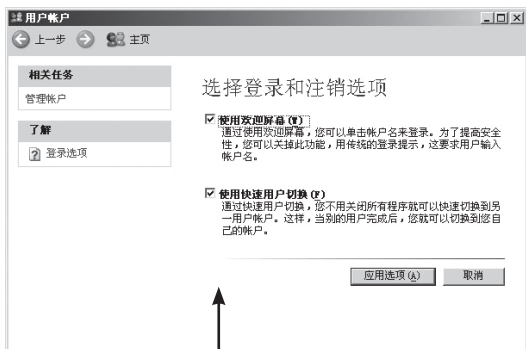 用户帐户
上一步 主页
相关任务
管理帐户
了解
登录选项
选择登录和注销选项
使用欢迎屏幕(W)
通过使用欢迎屏幕，您可以单击帐户名来登录。为了提高安全
性，您可以关掉此功能，用传统的登录提示，这要求用户输入
帐户名。
使用快速用户切换(F)
通过快速用户切换，您不用关闭所有程序就可以快速切换到另
一用户帐户。这样，当别的用户完成后，您就可以切换到您自
己的帐户。
应用选项(A) 取消